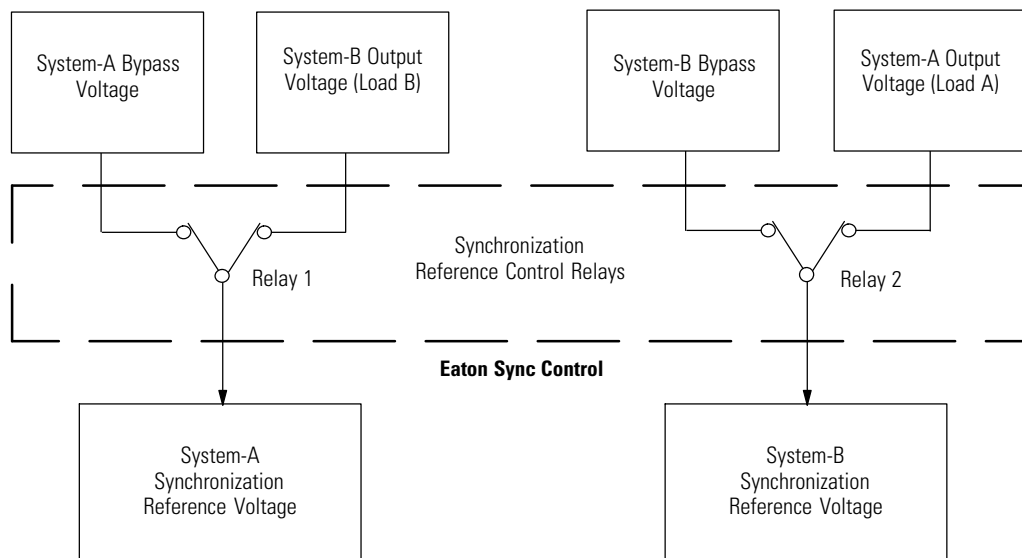 System-A Bypass
Voltage
System-B Output
Voltage (Load B)
System-B Bypass
Voltage
System-A Output
Voltage (Load A)
Synchronization
Reference Control Relays
Relay 1
Relay 2
Eaton Sync Control
System-A
Synchronization
Reference Voltage
System-B
Synchronization
Reference Voltage